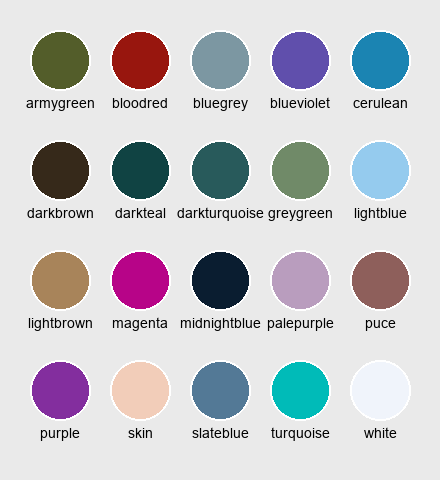 armygreen bloodred bluegrey blueviolet cerulean
darkbrown darkteal darkturquoise greygreen lightblue
lightbrown magenta midnightblue palepurple puce
purple skin slateblue turquoise white